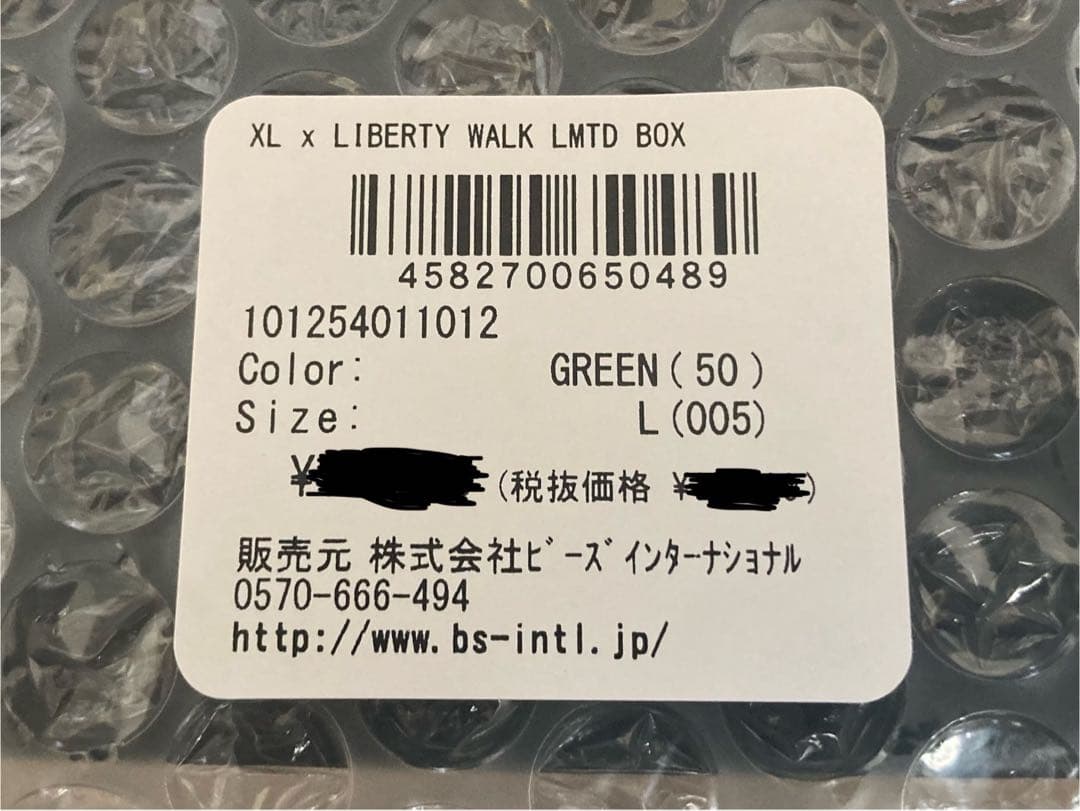 XL x LIBERTY WALK LMTD BOX
4582700650489
101254011012
Color: GREEN(50)
Size: L(005)
¥ (税抜価格 ¥ )
販売元 株式会社ビーズインターナショナル
0570-666-494
http://www.bs-intl.jp/